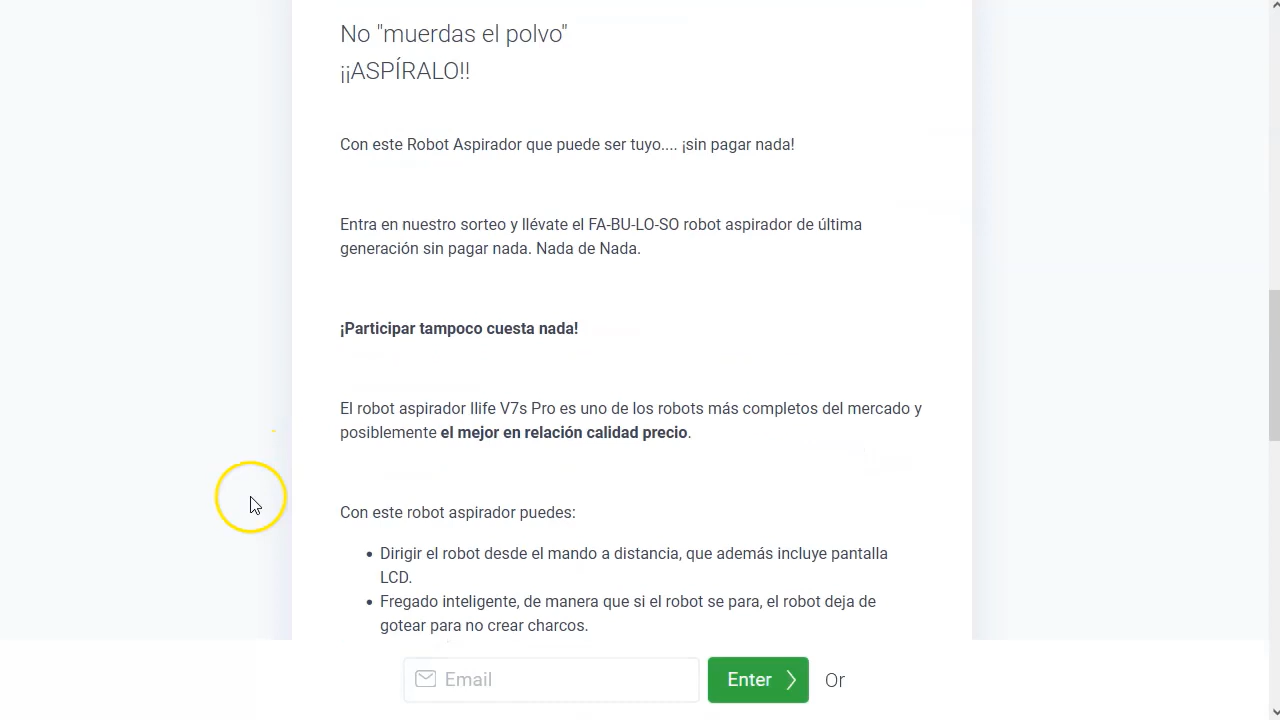 No "muerdas el polvo"
¡¡ASPÍRALO!!
Con este Robot Aspirador que puede ser tuyo.... ¡sin pagar nada!
Entra en nuestro sorteo y llévate el FA-BU-LO-SO robot aspirador de última
generación sin pagar nada. Nada de Nada.
¡Participar tampoco cuesta nada!
El robot aspirador Ilife V7s Pro es uno de los robots más completos del mercado y
posiblemente el mejor en relación calidad precio.
Con este robot aspirador puedes:
• Dirigir el robot desde el mando a distancia, que además incluye pantalla
LCD.
• Fregado inteligente, de manera que si el robot se para, el robot deja de
gotear para no crear charcos.
Email
Enter
Or